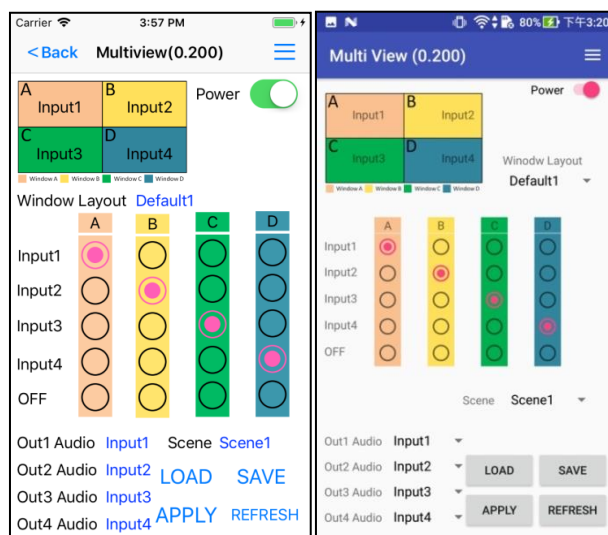 Carrier 3:57 PM
<Back Multiview(0.200)
A Input1 B Input2 Power
C Input3 D Input4
Window A Window B Window C Window D
Window Layout Default1
A B C D
Input1
Input2
Input3
Input4
OFF
Out1 Audio Input1 Scene Scene1
Out2 Audio Input2 LOAD SAVE
Out3 Audio Input3
Out4 Audio Input4 APPLY REFRESH
80% 下午3:20
Multi View (0.200)
Power
A Input1 B Input2
C Input3 D Input4
Winodw Layout
Default1
Window A Window B Window C Window D
A B C D
Input1
Input2
Input3
Input4
OFF
Scene Scene1
Out1 Audio Input1
Out2 Audio Input2 LOAD SAVE
Out3 Audio Input3
Out4 Audio Input4 APPLY REFRESH